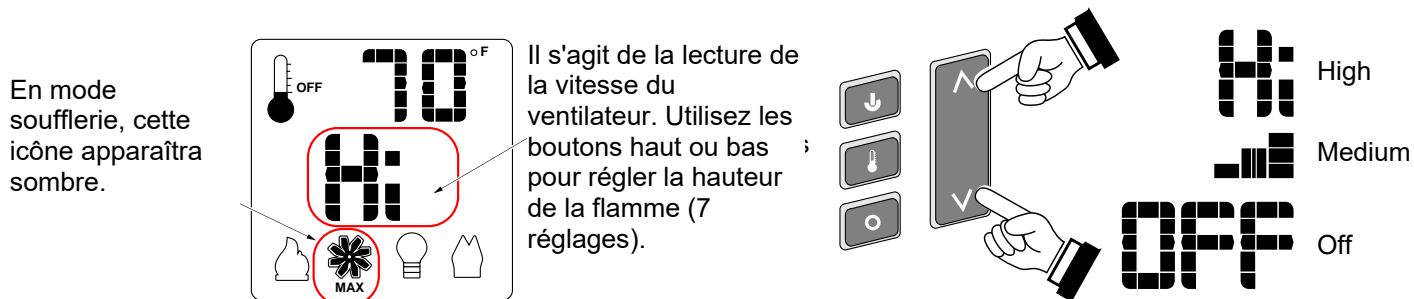 En mode
soufflerie, cette
icône apparaîtra
sombre.
70 °F
OFF
Hi
MAX
Il s'agit de la lecture de
la vitesse du
ventilateur. Utilisez les
boutons haut ou bas
pour régler la hauteur
de la flamme (7
réglages).
s
Hi High
Medium
OFF Off